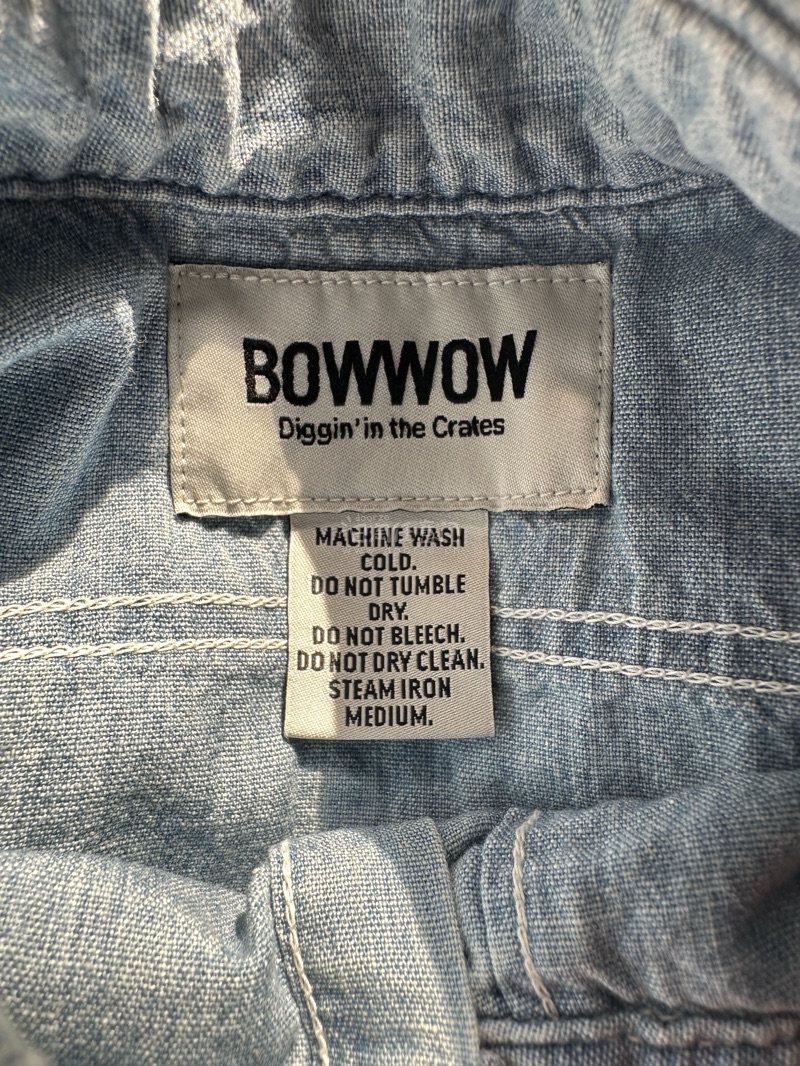 BOWWOW
Diggin' in the Crates
MACHINE WASH
COLD.
DO NOT TUMBLE
DRY.
DO NOT BLEECH.
DO NOT DRY CLEAN.
STEAM IRON
MEDIUM.